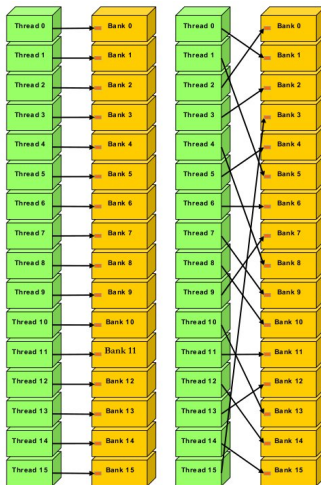 Thread 0 Bank 0 Thread 0 Bank 0
Thread 1 Bank 1 Thread 1 Bank 1
Thread 2 Bank 2 Thread 2 Bank 2
Thread 3 Bank 3 Thread 3 Bank 3
Thread 4 Bank 4 Thread 4 Bank 4
Thread 5 Bank 5 Thread 5 Bank 5
Thread 6 Bank 6 Thread 6 Bank 6
Thread 7 Bank 7 Thread 7 Bank 7
Thread 8 Bank 8 Thread 8 Bank 8
Thread 9 Bank 9 Thread 9 Bank 9
Thread 10 Bank 10 Thread 10 Bank 10
Thread 11 Bank 11 Thread 11 Bank 11
Thread 12 Bank 12 Thread 12 Bank 12
Thread 13 Bank 13 Thread 13 Bank 13
Thread 14 Bank 14 Thread 14 Bank 14
Thread 15 Bank 15 Thread 15 Bank 15